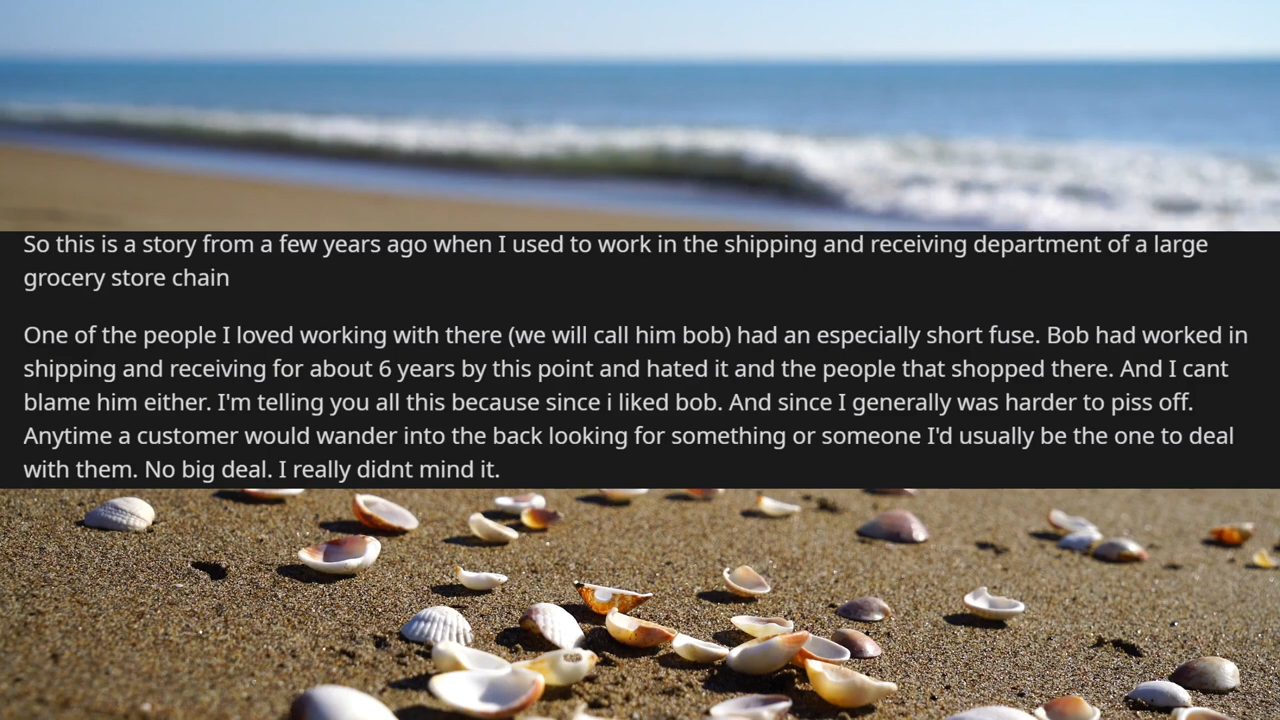 So this is a story from a few years ago when I used to work in the shipping and receiving department of a large
grocery store chain
One of the people I loved working with there (we will call him bob) had an especially short fuse. Bob had worked in
shipping and receiving for about 6 years by this point and hated it and the people that shopped there. And I cant
blame him either. I'm telling you all this because since i liked bob. And since I generally was harder to piss off.
Anytime a customer would wander into the back looking for something or someone I'd usually be the one to deal
with them. No big deal. I really didnt mind it.